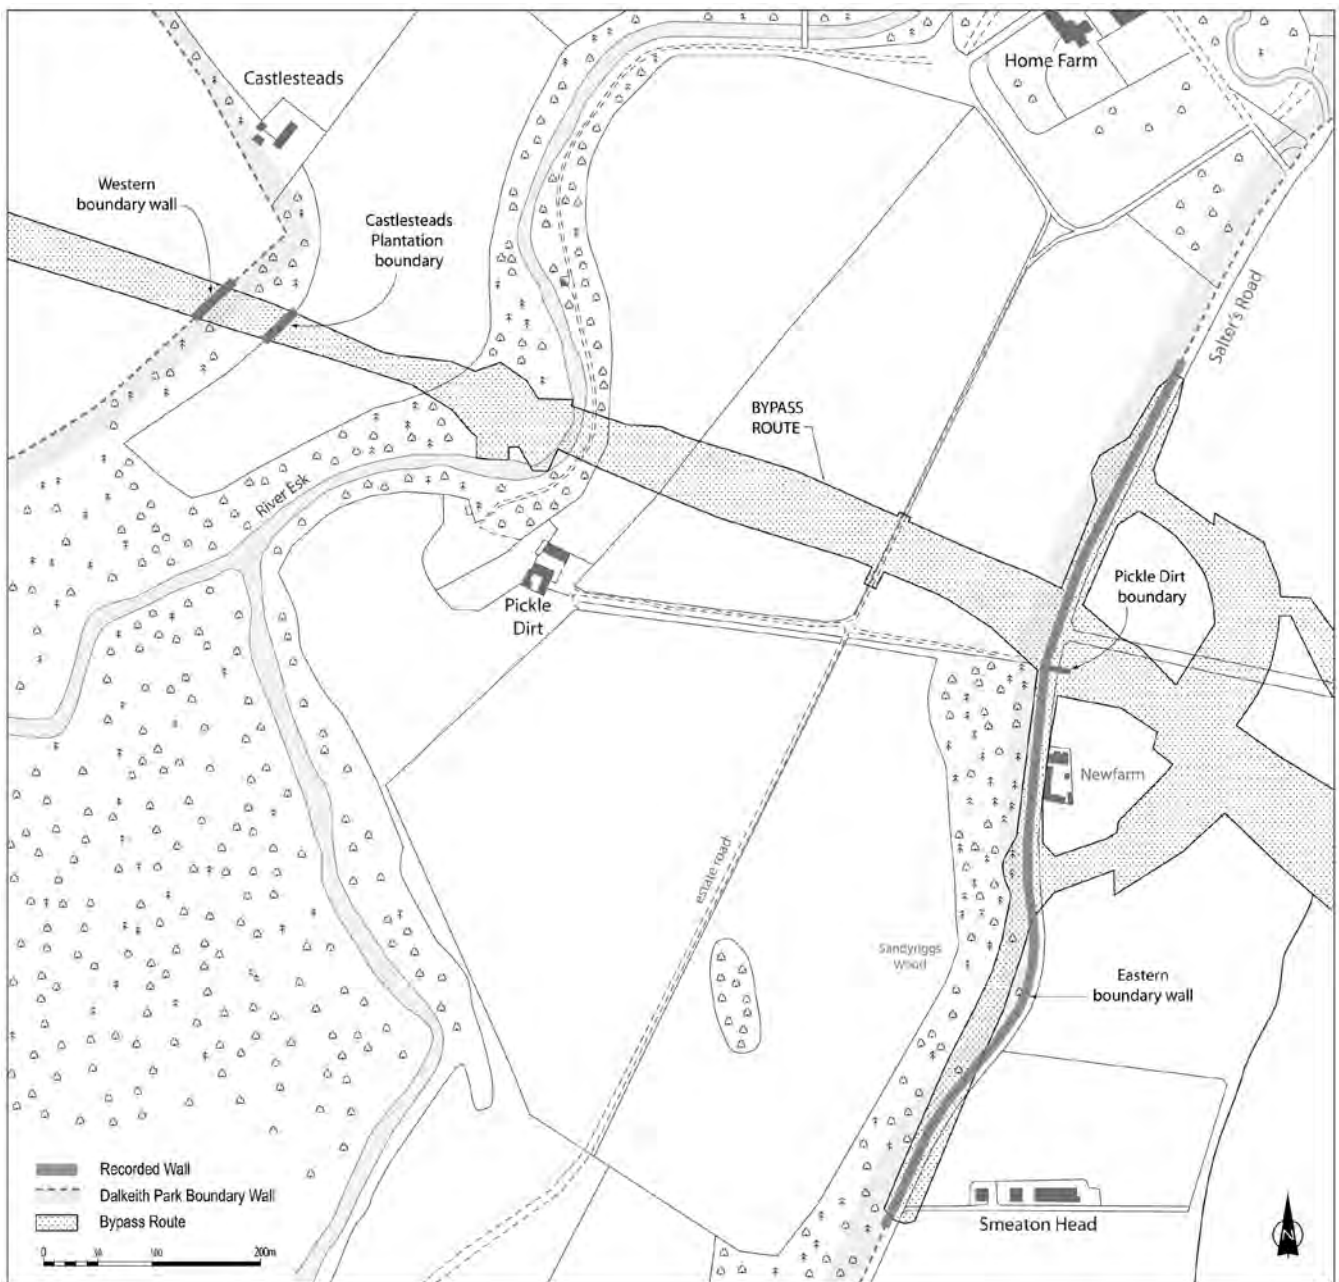 Castlesteads
Home Farm
Western
boundary wall
Castlesteads
Plantation
boundary
Salter's Road
BYPASS
ROUTE
River Esk
Pickle
Dirt
Pickle Dirt
boundary
Newfarm
estate road
Sandyriggs
Wood
Eastern
boundary wall
Recorded Wall
Dalkeith Park Boundary Wall
Bypass Route
Smeaton Head
N
0 50 100 200m